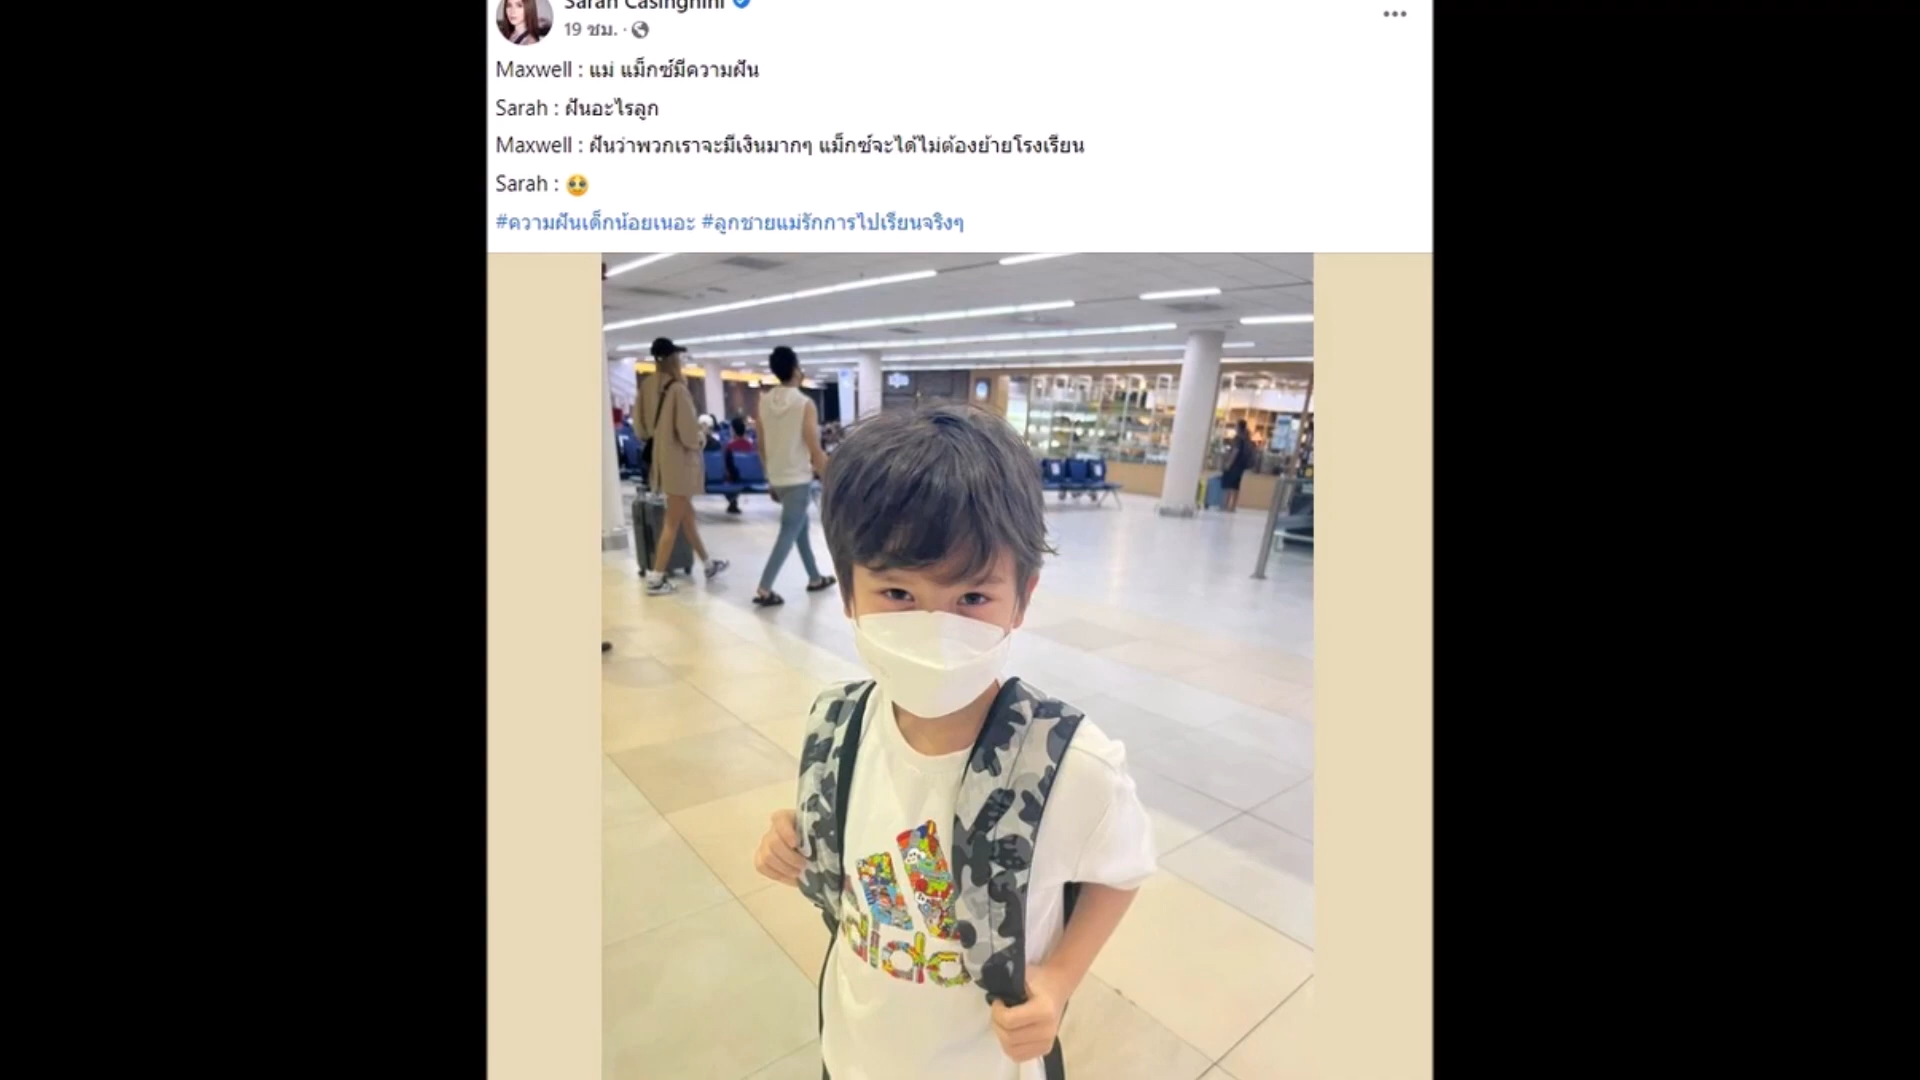 Sarah Casinghini
19 ชม.
Maxwell : แม่ แม็กซ์มีความฝัน
Sarah : ฝันอะไรลูก
Maxwell : ฝันว่าพวกเราจะมีเงินมากๆ แม็กซ์จะได้ไม่ต้องย้ายโรงเรียน
Sarah : 🥹
#ความฝันเด็กน้อยเนอะ #ลูกชายแม่รักการไปเรียนจริงๆ
adida